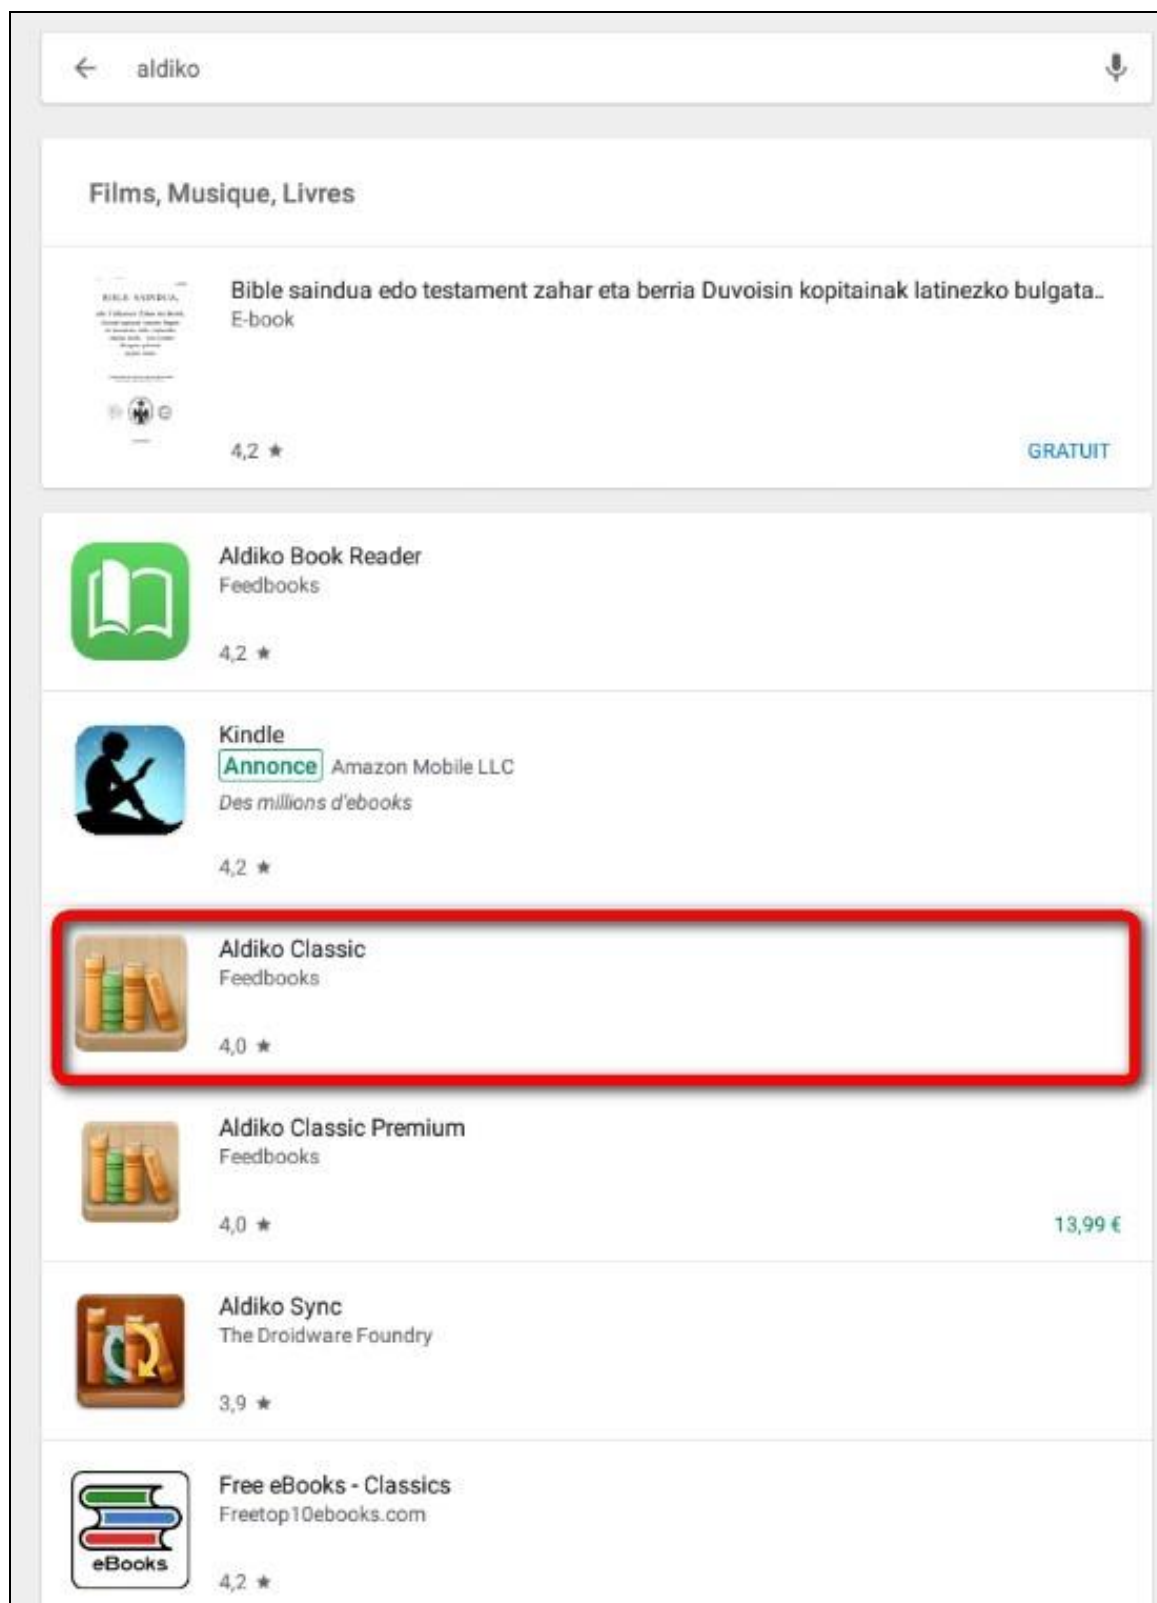 aldiko
Films, Musique, Livres
BIBLE SAINDUA,
Bible saindua edo testament zahar eta berria Duvoisin kopitainak latinezko bulgata..
E-book
4,2 ★
GRATUIT
Aldiko Book Reader
Feedbooks
4,2 ★
Kindle
Annonce Amazon Mobile LLC
Des millions d'ebooks
4,2 ★
Aldiko Classic
Feedbooks
4,0 ★
Aldiko Classic Premium
Feedbooks
4,0 ★
13,99 €
Aldiko Sync
The Droidware Foundry
3,9 ★
eBooks
Free eBooks - Classics
Freetop10ebooks.com
4,2 ★